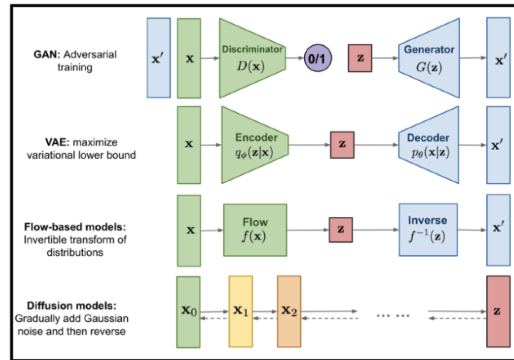 GAN: Adversarial
training
x′
x
Discriminator
D(x)
0/1
z
Generator
G(z)
x′
VAE: maximize
variational lower bound
x
Encoder
qϕ(z|x)
z
Decoder
pθ(x|z)
x′
Flow-based models:
Invertible transform of
distributions
x
Flow
f(x)
z
Inverse
f⁻¹(z)
x′
Diffusion models:
Gradually add Gaussian
noise and then reverse
x₀
x₁
x₂
... ...
z